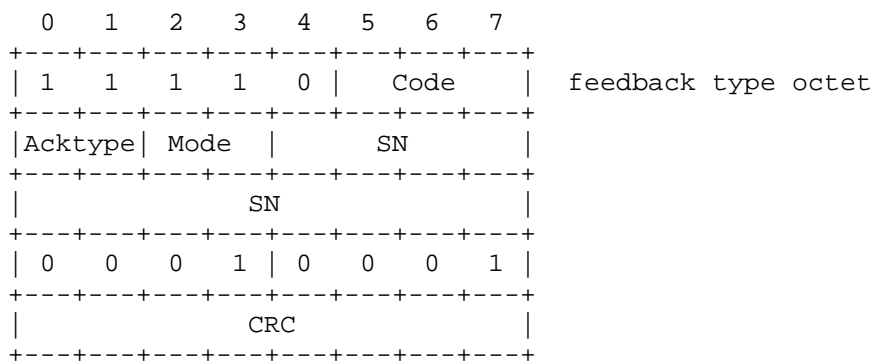 0   1   2   3   4   5   6   7
+---+---+---+---+---+---+---+---+
| 1   1   1   1   0 |   Code    |  feedback type octet
+---+---+---+---+---+---+---+---+
|Acktype| Mode  |      SN       |
+---+---+---+---+---+---+---+---+
|              SN               |
+---+---+---+---+---+---+---+---+
| 0   0   0   1 | 0   0   0   1 |
+---+---+---+---+---+---+---+---+
|              CRC              |
+---+---+---+---+---+---+---+---+